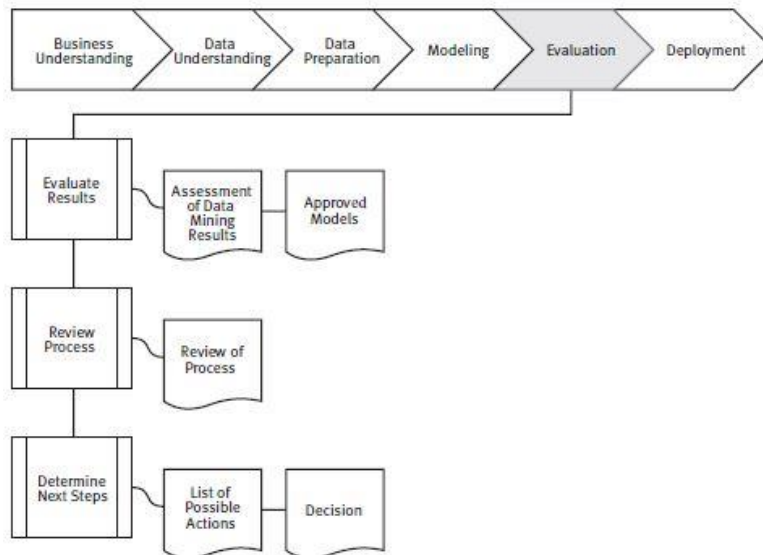 Business
Understanding
Data
Understanding
Data
Preparation
Modeling
Evaluation
Deployment
Evaluate
Results
Assessment
of Data
Mining
Results
Approved
Models
Review
Process
Review of
Process
Determine
Next Steps
List of
Possible
Actions
Decision